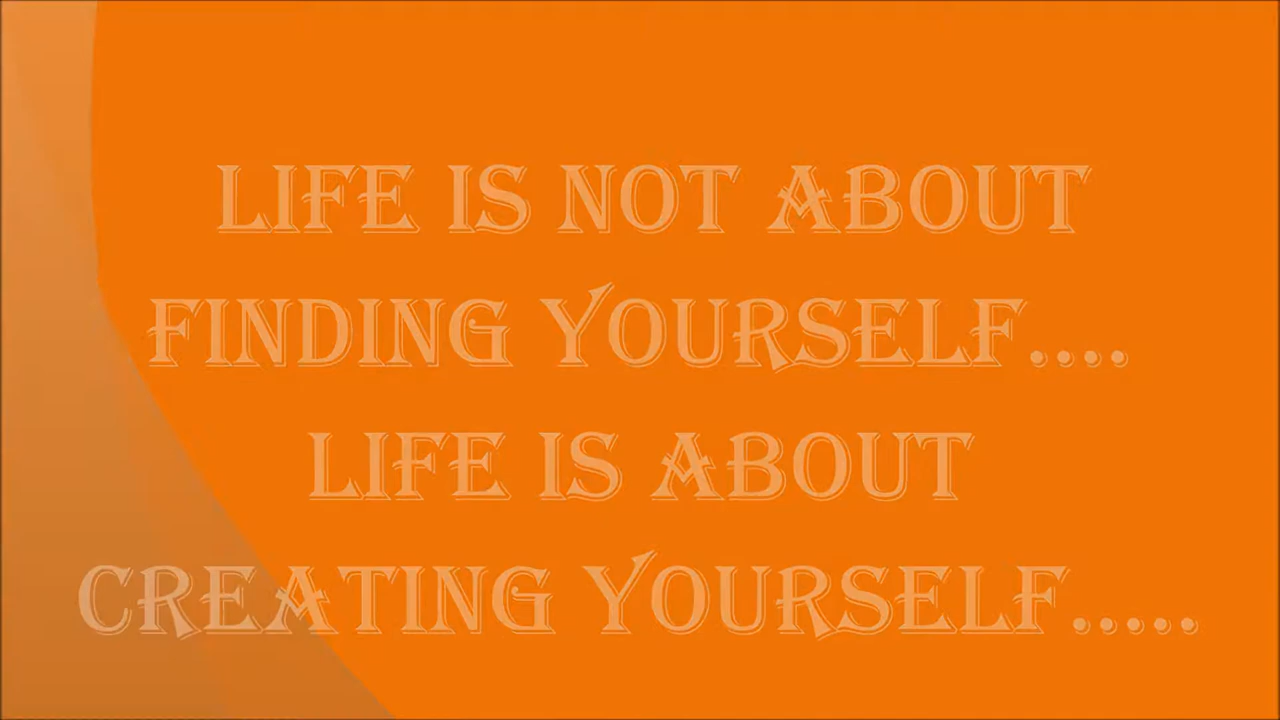 LIFE IS NOT ABOUT
FINDING YOURSELF....
LIFE IS ABOUT
CREATING YOURSELF.....